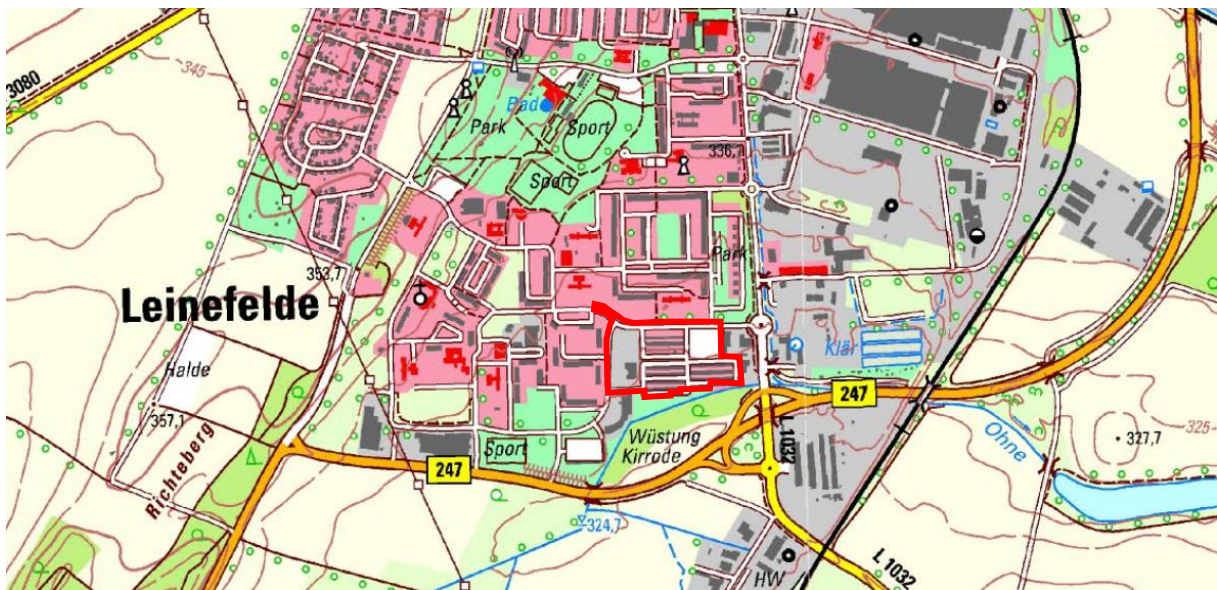 3080
345
Bad
Park
Sport
Sport
336,
Park
353,7
Leinefelde
Klär
Halde
247
357,1
Richteberg
Wüstung
Kirrode
L 1032
Ohne
327,7
325
Sport
247
324,7
HW
L 1032